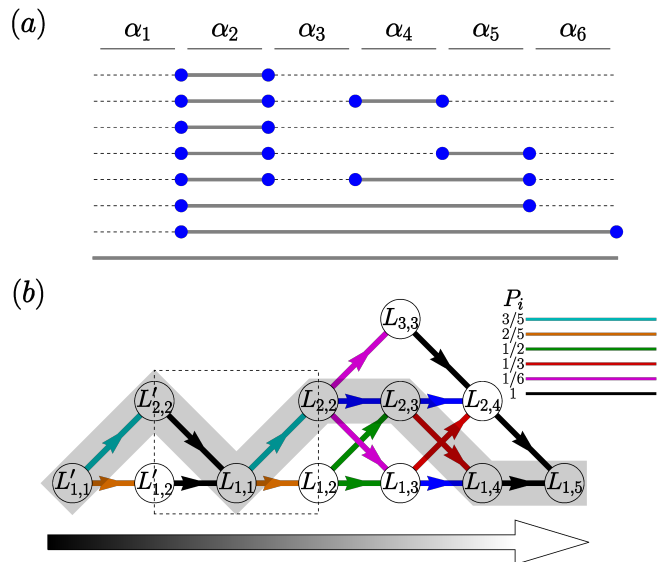 (a)
α₁ α₂ α₃ α₄ α₅ α₆
(b)
Pᵢ
3/5
2/5
1/2
1/3
1/6
1
L₃,₃
L′₂,₂ L₂,₂ L₂,₃ L₂,₄
L′₁,₁ L′₁,₂ L₁,₁ L₁,₂ L₁,₃ L₁,₄ L₁,₅